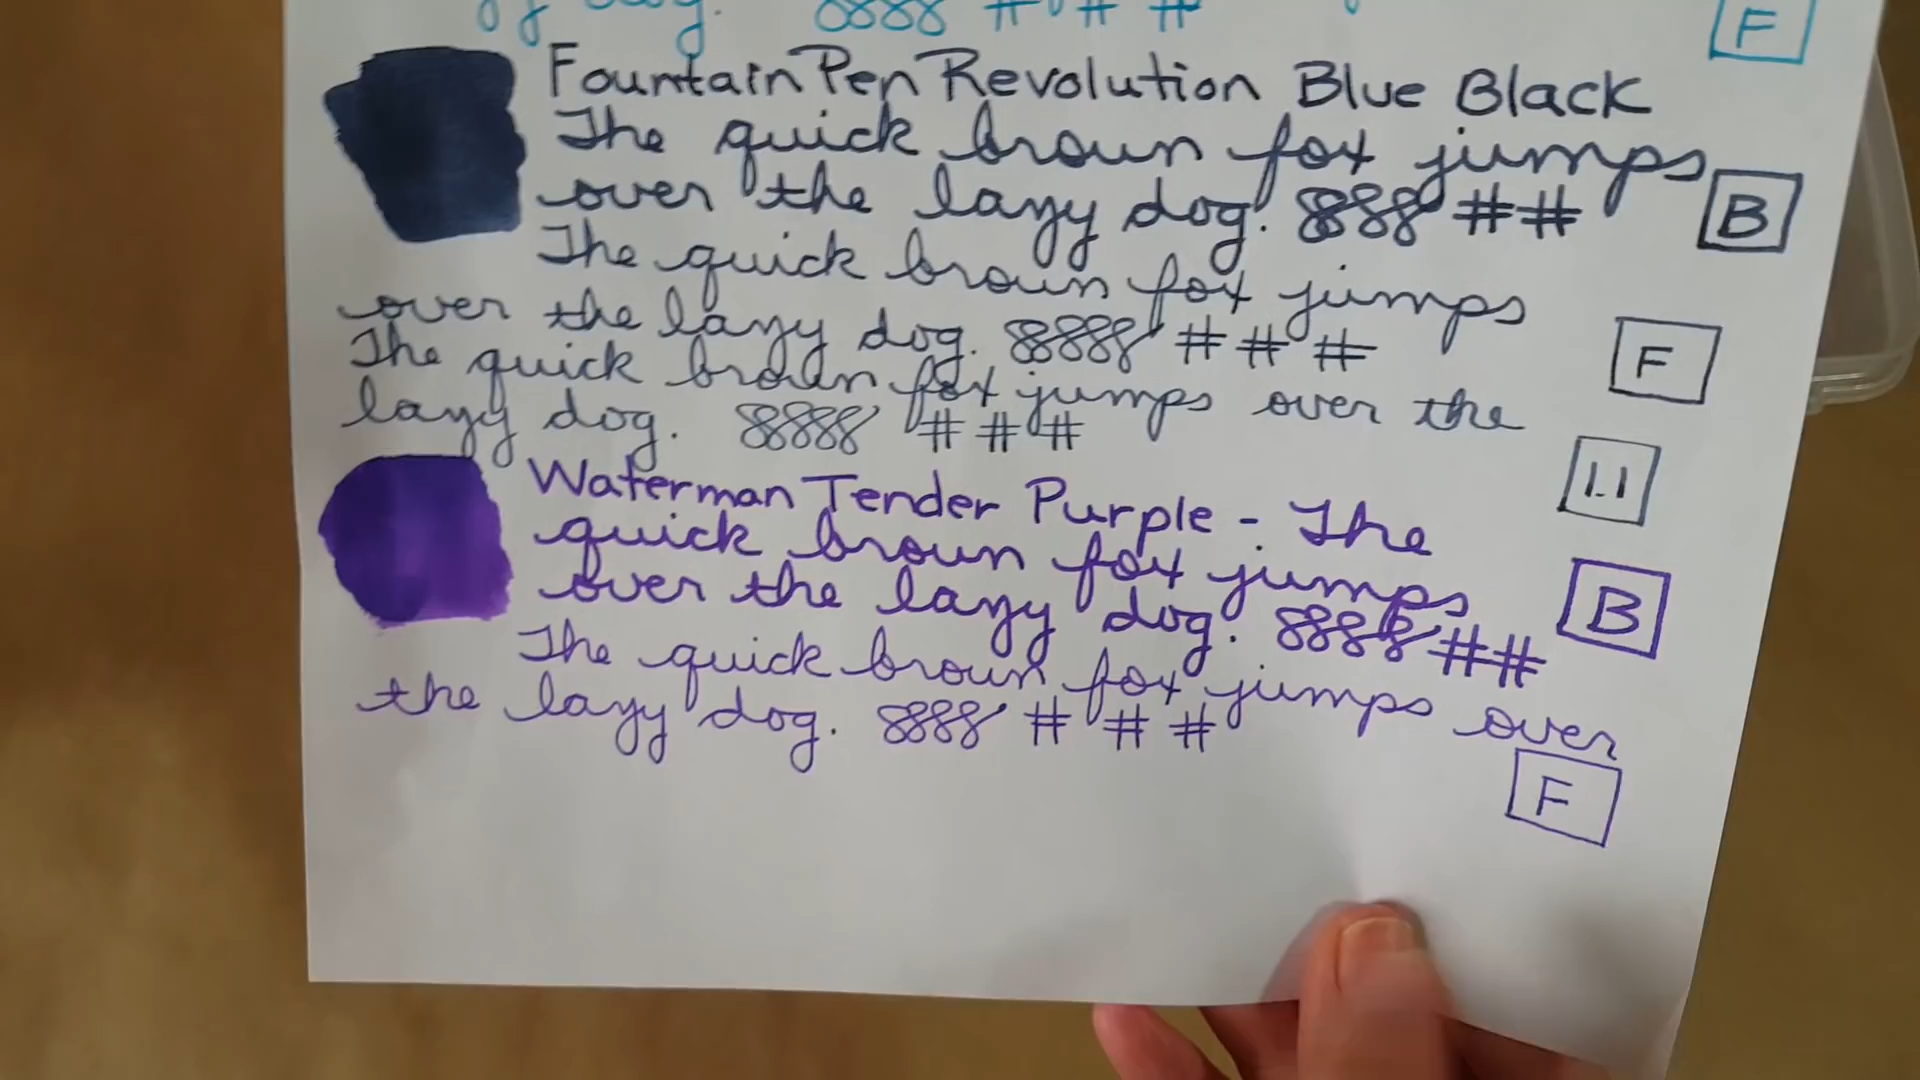 gy dog. 8888 # # #
F
Fountain Pen Revolution Blue Black
The quick brown fox jumps
over the lazy dog. 888 # #
B
The quick brown fox jumps
over the lazy dog. 8888 # # #
F
The quick brown fox jumps over the
lazy dog. 8888 # # #
1.1
Waterman Tender Purple - The
quick brown fox jumps
over the lazy dog. 8888 # #
B
The quick brown fox jumps over
the lazy dog. 8888 # # #
F